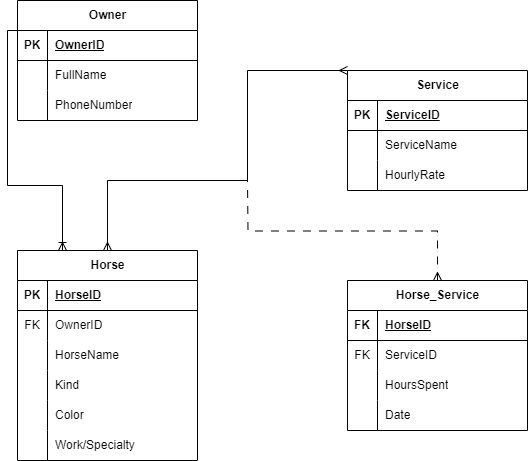 Owner
PK OwnerID
FullName
PhoneNumber
Service
PK ServiceID
ServiceName
HourlyRate
Horse
PK HorseID
FK OwnerID
HorseName
Kind
Color
Work/Specialty
Horse_Service
FK HorseID
FK ServiceID
HoursSpent
Date